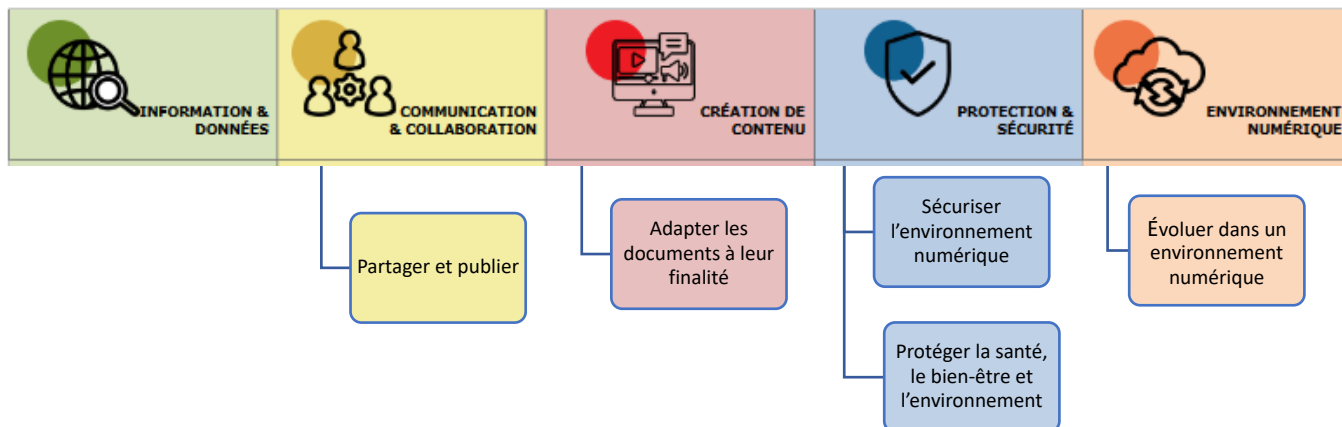 INFORMATION &
DONNÉES
COMMUNICATION
& COLLABORATION
CRÉATION DE
CONTENU
PROTECTION &
SÉCURITÉ
ENVIRONNEMENT
NUMÉRIQUE
Partager et publier
Adapter les
documents à leur
finalité
Sécuriser
l’environnement
numérique
Protéger la santé,
le bien-être et
l’environnement
Évoluer dans un
environnement
numérique